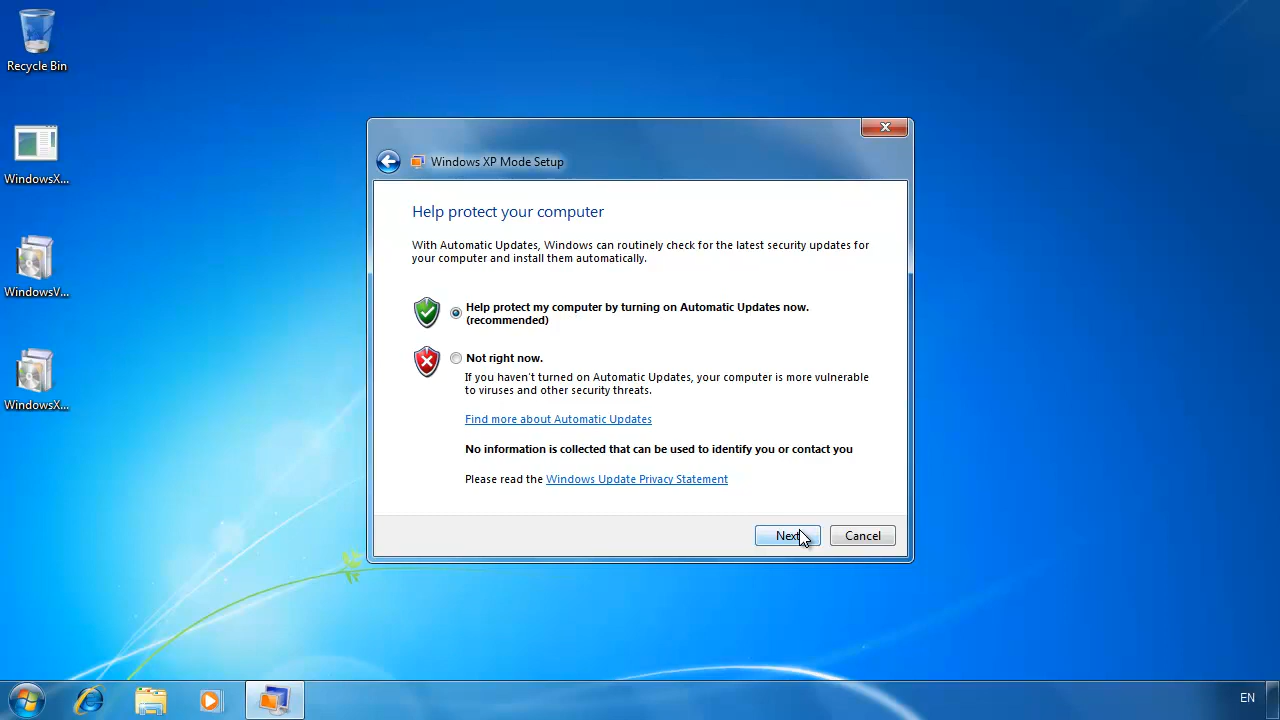 Recycle Bin
WindowsX...
WindowsV...
WindowsX...
Windows XP Mode Setup
Help protect your computer
With Automatic Updates, Windows can routinely check for the latest security updates for
your computer and install them automatically.
Help protect my computer by turning on Automatic Updates now.
(recommended)
Not right now.
If you haven't turned on Automatic Updates, your computer is more vulnerable
to viruses and other security threats.
Find more about Automatic Updates
No information is collected that can be used to identify you or contact you
Please read the Windows Update Privacy Statement
Next
Cancel
EN